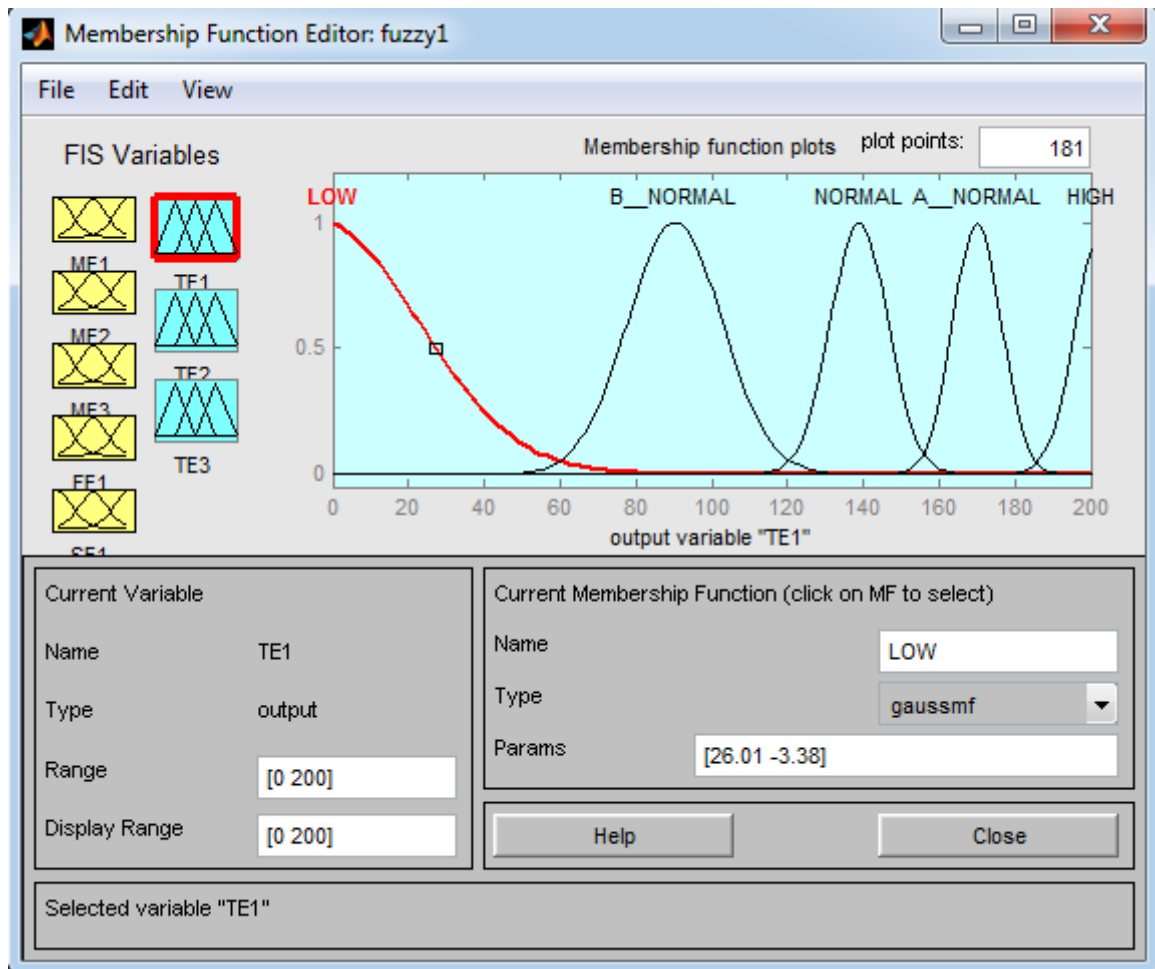 Membership Function Editor: fuzzy1
File Edit View
FIS Variables
Membership function plots plot points: 181
ME1
ME2
ME3
FF1
TE1
TE2
TE3
LOW B__NORMAL NORMAL A__NORMAL HIGH
1
0.5
0
0 20 40 60 80 100 120 140 160 180 200
output variable "TE1"
Current Variable
Name TE1
Type output
Range [0 200]
Display Range [0 200]
Current Membership Function (click on MF to select)
Name LOW
Type gaussmf
Params [26.01 -3.38]
Help Close
Selected variable "TE1"